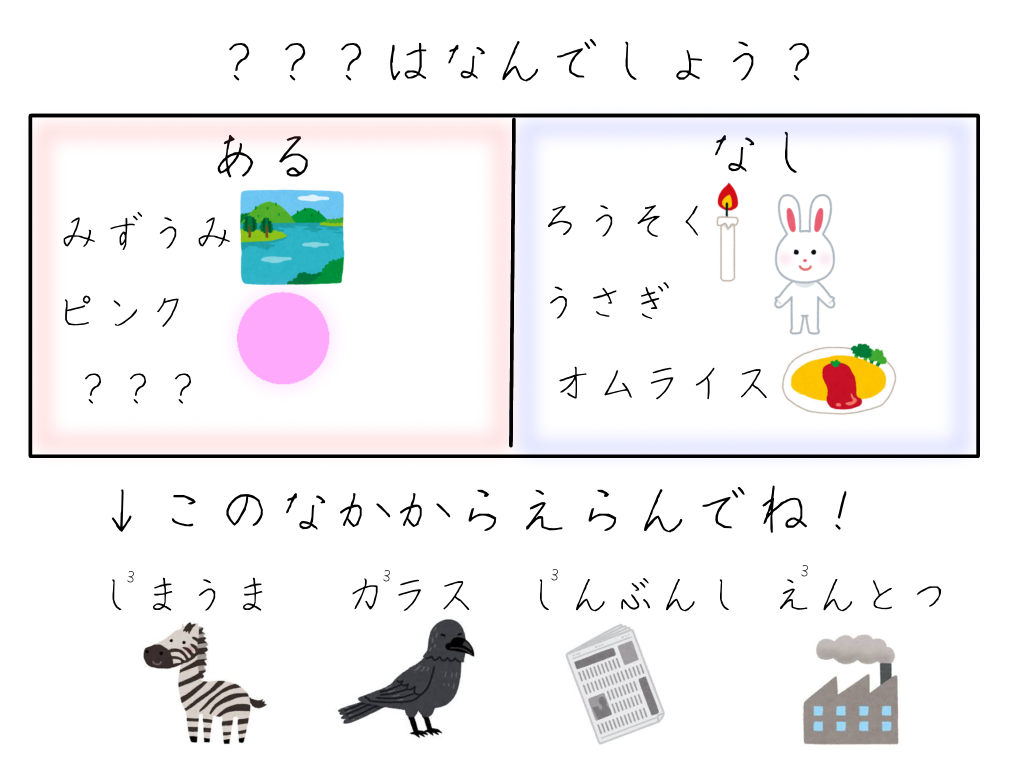 ？？？はなんでしょう？
ある
みずうみ
ピンク
？？？
なし
ろうそく
うさぎ
オムライス
↓このなかからえらんでね！
3 3 3 3
しまうま カラス しんぶんし えんとつ